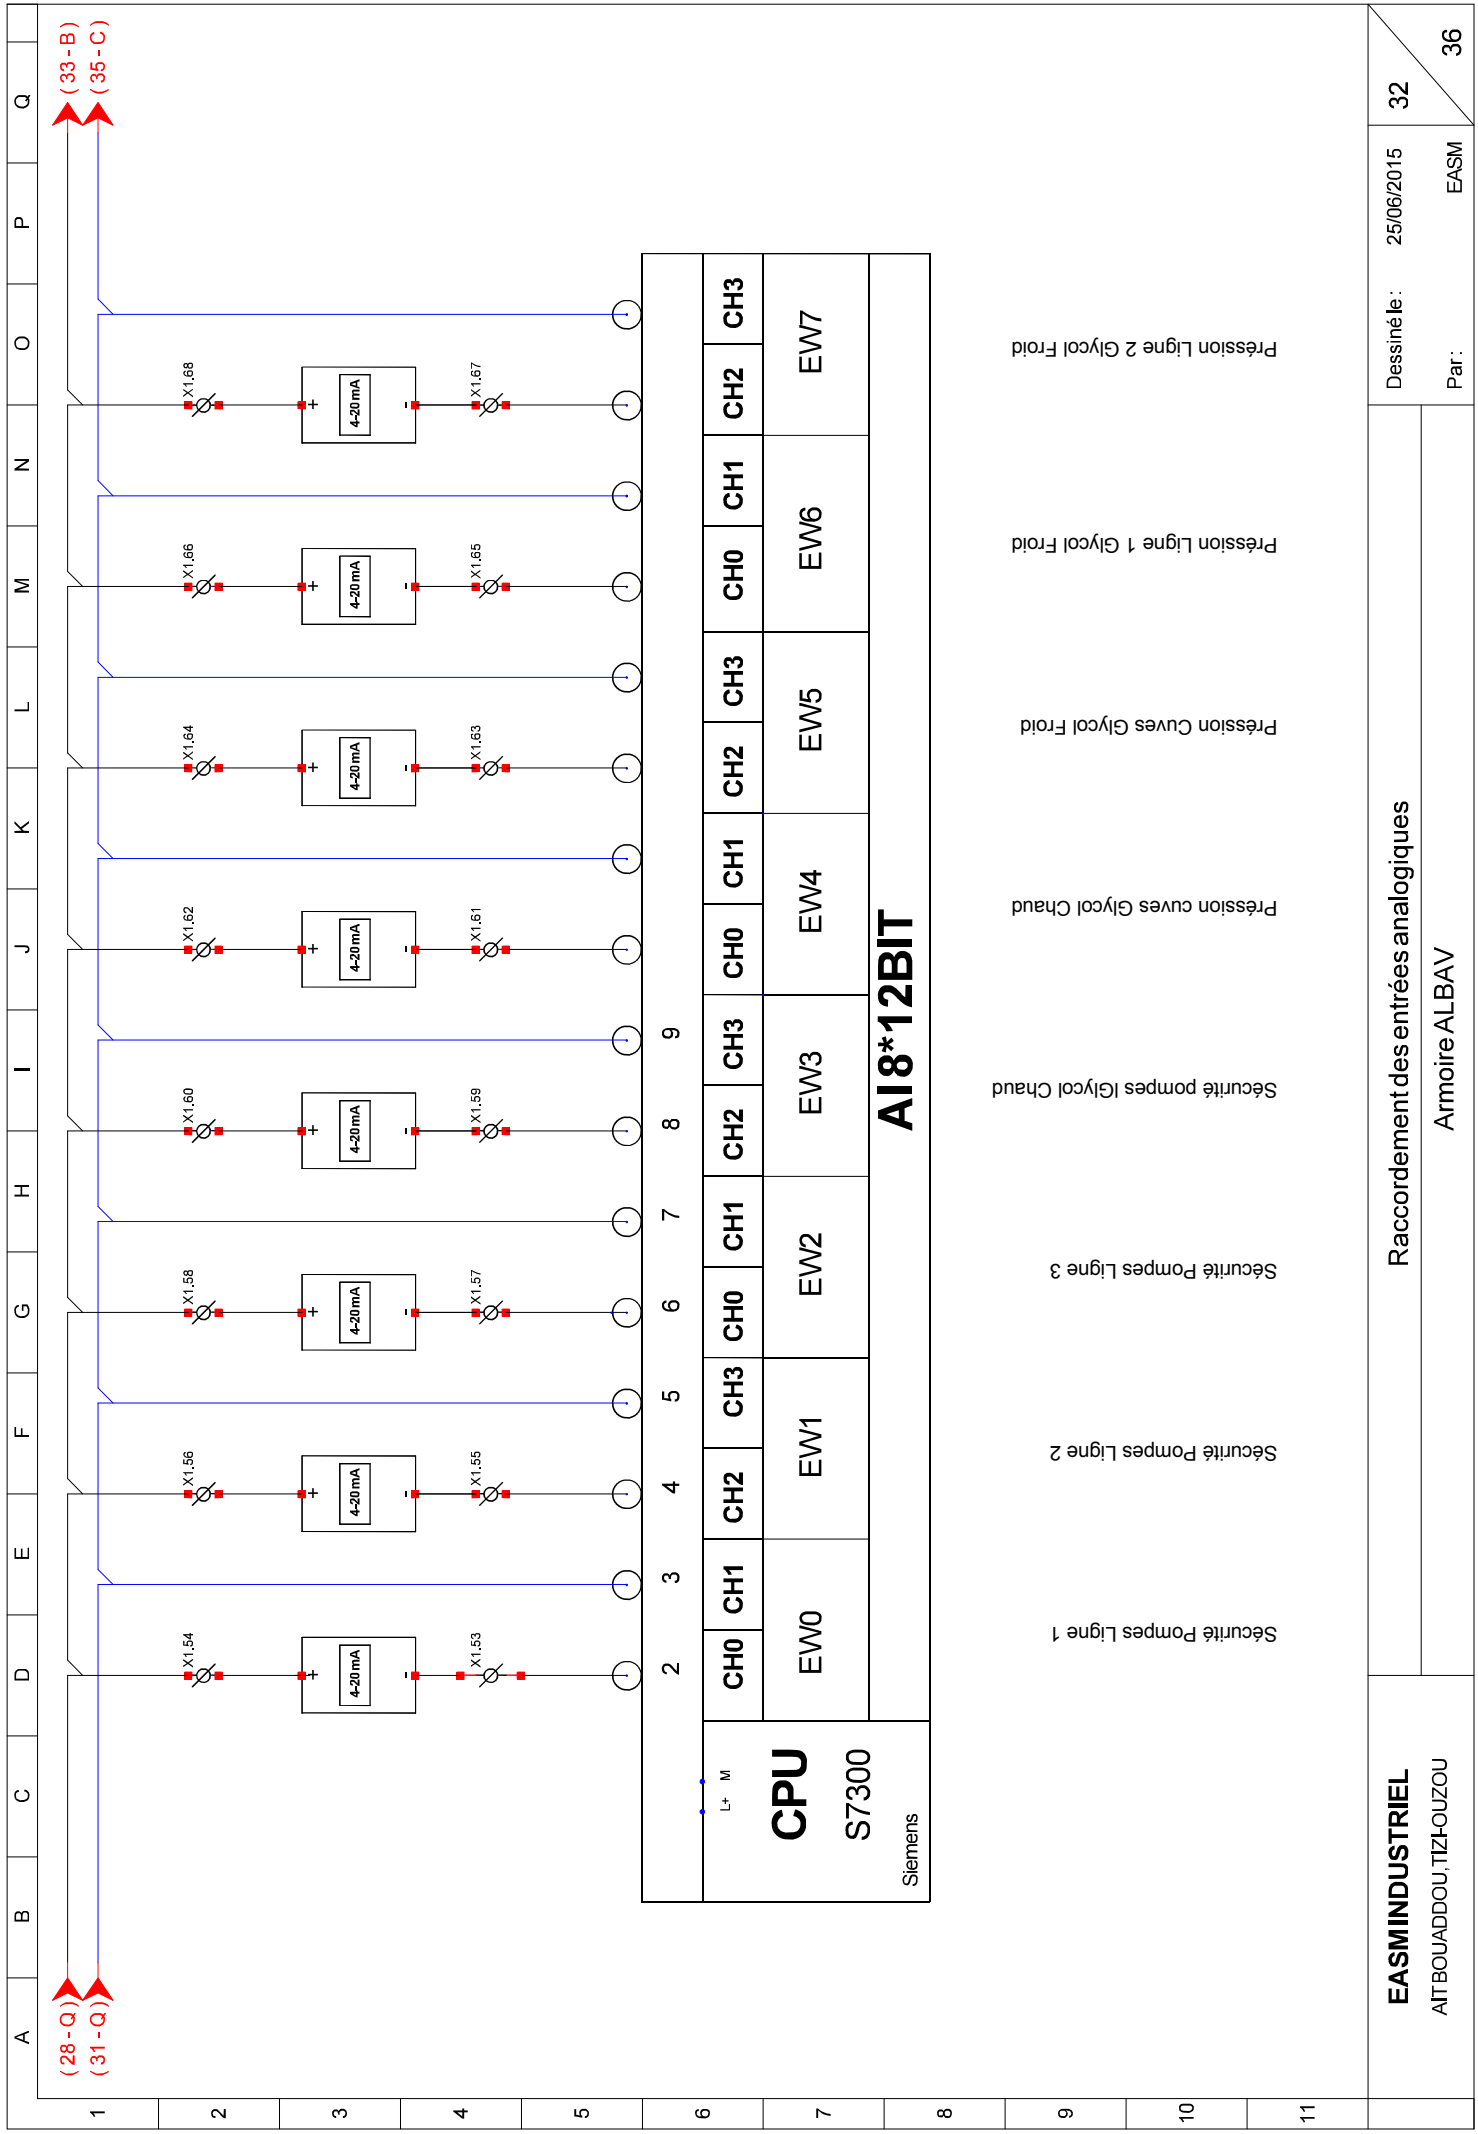 A B C D E F G H I J K L M N O P Q
1
2
3
4
5
6
7
8
9
10
11
( 28 - Q )
( 31 - Q )
( 33 - B )
( 35 - C )
X1.54 X1.56 X1.58 X1.60 X1.62 X1.64 X1.66 X1.68
+ + + + + + + +
4-20mA 4-20mA 4-20mA 4-20mA 4-20mA 4-20mA 4-20mA 4-20mA
- - - - - - - -
X1.53 X1.55 X1.57 X1.59 X1.61 X1.63 X1.65 X1.67
2 3 4 5 6 7 8 9
L+ M
CH0 CH1 CH2 CH3 CH0 CH1 CH2 CH3 CH0 CH1 CH2 CH3 CH0 CH1 CH2 CH3
CPU
EW0 EW1 EW2 EW3 EW4 EW5 EW6 EW7
S7300
Siemens
AI8*12BIT
Sécurité Pompes Ligne 1
Sécurité Pompes Ligne 2
Sécurité Pompes Ligne 3
Sécurité pompes lGlycol Chaud
Préssion cuves Glycol Chaud
Préssion Cuves Glycol Froid
Préssion Ligne 1 Glycol Froid
Préssion Ligne 2 Glycol Froid
EASM INDUSTRIEL
AIT BOUADDOU, TIZI-OUZOU
Raccordement des entrées analogiques
Armoire ALBAV
Dessiné le : 25/06/2015
Par : EASM
32
36